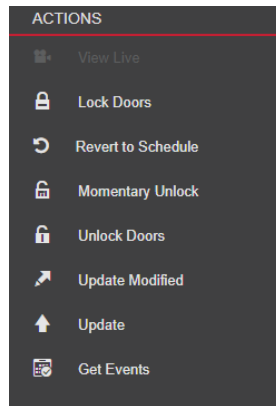 ACTIONS
View Live
Lock Doors
Revert to Schedule
Momentary Unlock
Unlock Doors
Update Modified
Update
Get Events